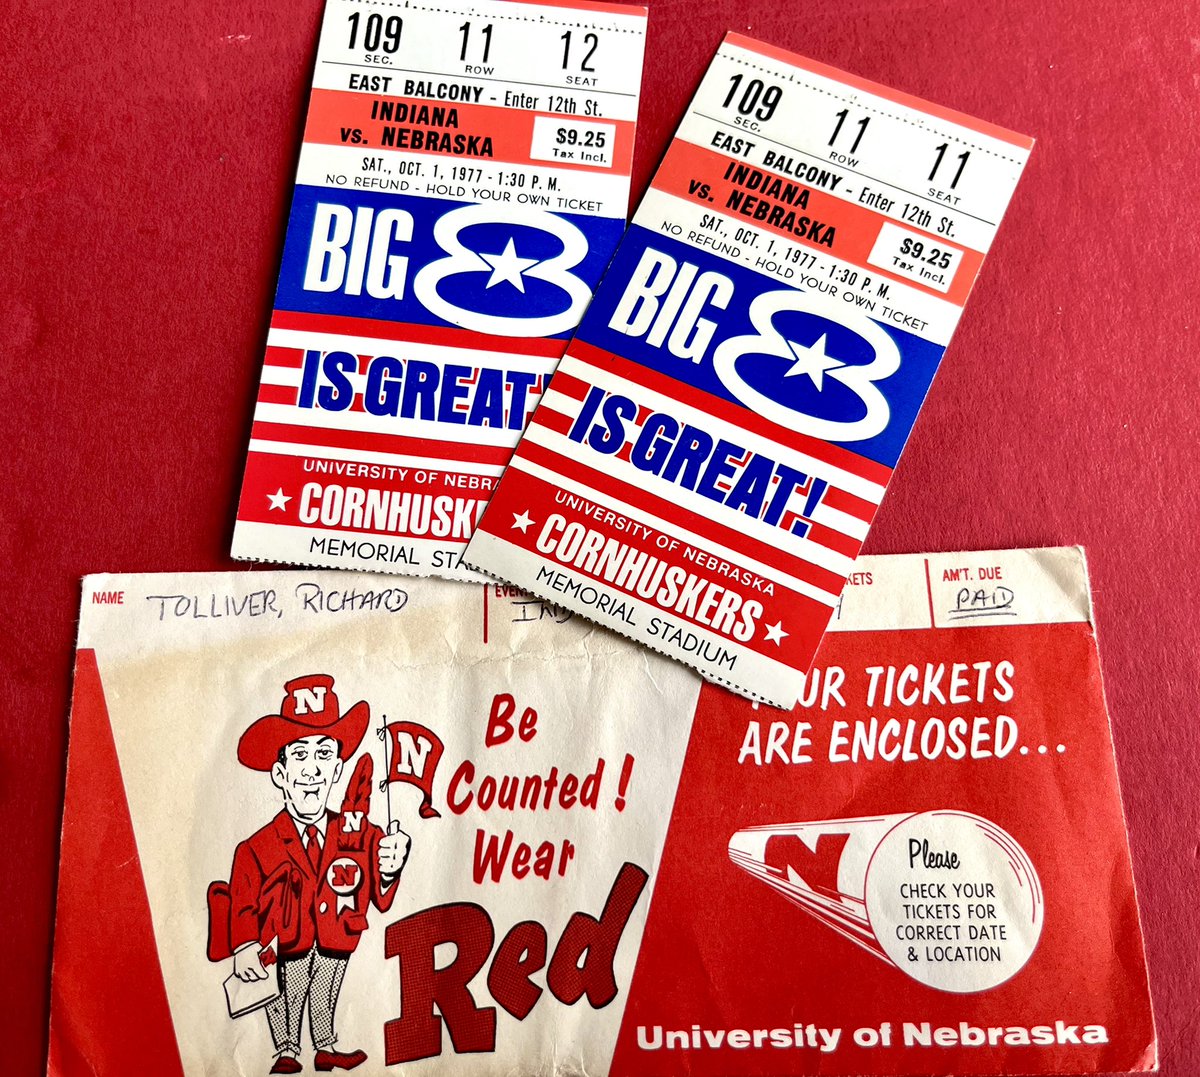 109 11 12
SEC. ROW SEAT
EAST BALCONY - Enter 12th St.
INDIANA
vs. NEBRASKA
$9.25
Tax Incl.
SAT., OCT. 1, 1977 - 1:30 P. M.
NO REFUND - HOLD YOUR OWN TICKET
BIG 8
IS GREAT!
UNIVERSITY OF NEBRA
CORNHUSK
MEMORIAL STA
109 11 11
SEC. ROW SEAT
EAST BALCONY - Enter 12th St.
INDIANA
vs. NEBRASKA
$9.25
Tax Incl.
SAT., OCT. 1, 1977 - 1:30 P. M.
NO REFUND - HOLD YOUR OWN TICKET
BIG 8
IS GREAT!
UNIVERSITY OF NEBRASKA
CORNHUSKERS
MEMORIAL STADIUM
NAME TOLLIVER, RICHARD
EVEN
IND
KETS
AM'T. DUE
PAID
N
N
N
N
Be
Counted!
Wear
Red
UR TICKETS
ARE ENCLOSED...
N
Please
CHECK YOUR
TICKETS FOR
CORRECT DATE
& LOCATION
University of Nebraska